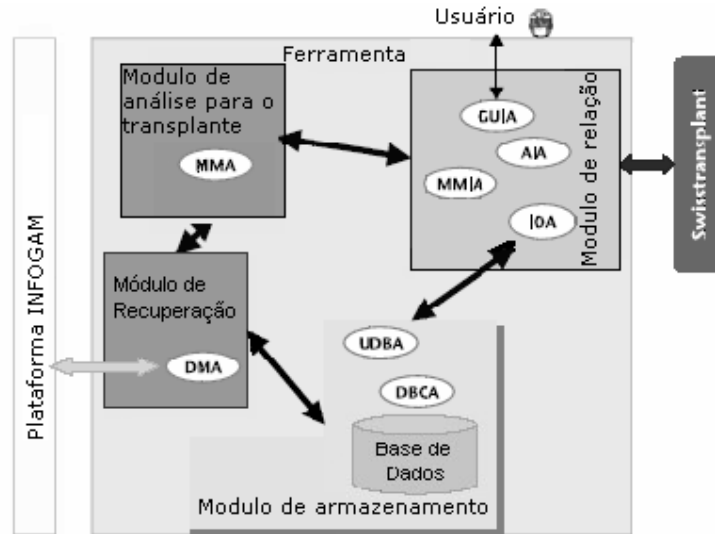 Usuário
Ferramenta
Modulo de
análise para o
transplante
MMA
GUIA
AIA
MMIA
IOA
Modulo de relação
Swisstransplant
Plataforma INFOGAM
Módulo de
Recuperação
DMA
UDBA
DBCA
Base de
Dados
Modulo de armazenamento